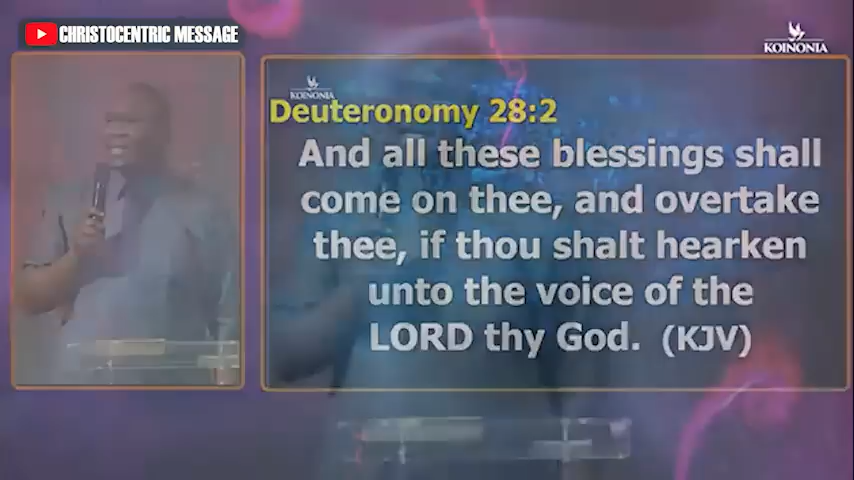 CHRISTOCENTRIC MESSAGE
KOINONIA
KOINONIA
Deuteronomy 28:2
And all these blessings shall
come on thee, and overtake
thee, if thou shalt hearken
unto the voice of the
LORD thy God. (KJV)